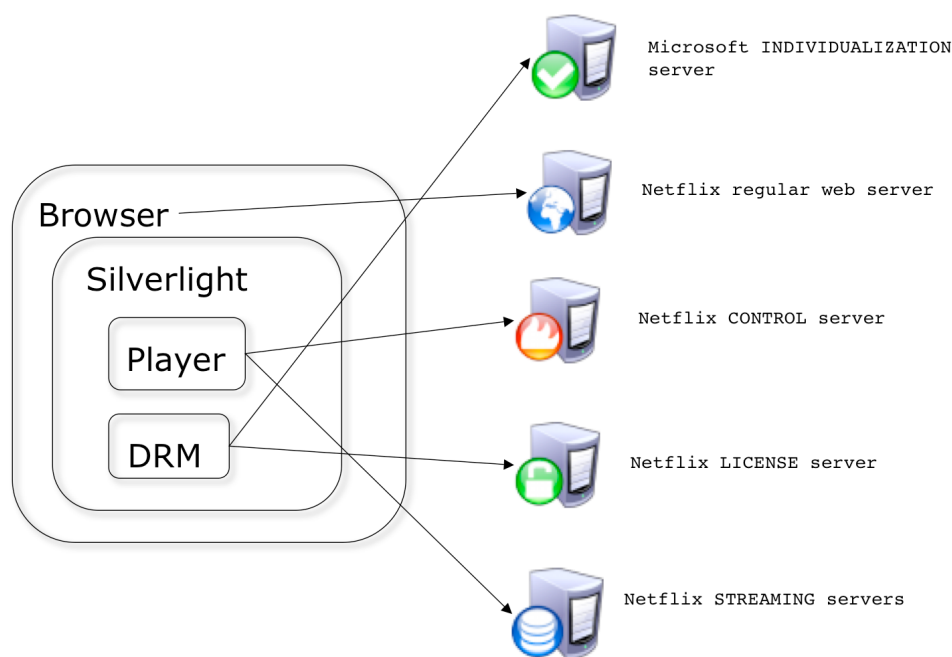 Microsoft INDIVIDUALIZATION
server
Netflix regular web server
Browser
Silverlight
Netflix CONTROL server
Player
DRM
Netflix LICENSE server
Netflix STREAMING servers